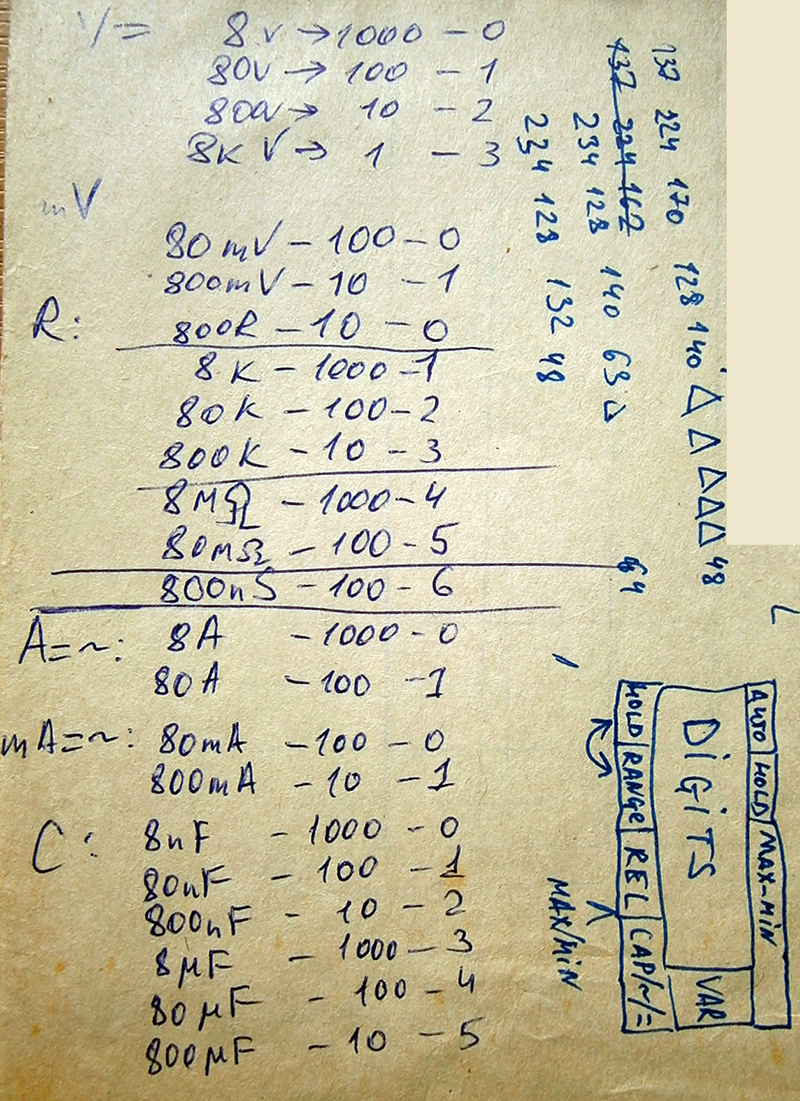 V= 8V → 1000 - 0
80V → 100 - 1
800V → 10 - 2
8kV → 1 - 3
mV
80mV - 100 - 0
800mV - 10 - 1
R: 800R - 10 - 0
8K - 1000 - 1
80K - 100 - 2
800K - 10 - 3
8MΩ - 1000 - 4
80MΩ - 100 - 5
800nS - 100 - 6
A=~: 8A - 1000 - 0
80A - 100 - 1
mA=~: 80mA - 100 - 0
800mA - 10 - 1
C: 8nF - 1000 - 0
80nF - 100 - 1
800nF - 10 - 2
8µF - 1000 - 3
80µF - 100 - 4
800µF - 10 - 5
137 224 170 128 140 Δ Δ Δ Δ Δ 48
137 224 167
234 128 140 63 Δ
224 128 132 48
64
AUTO HOLD MAX-MIN
DIGITS VAR
HOLD RANGE REL CAP/~/=
MAX/MIN